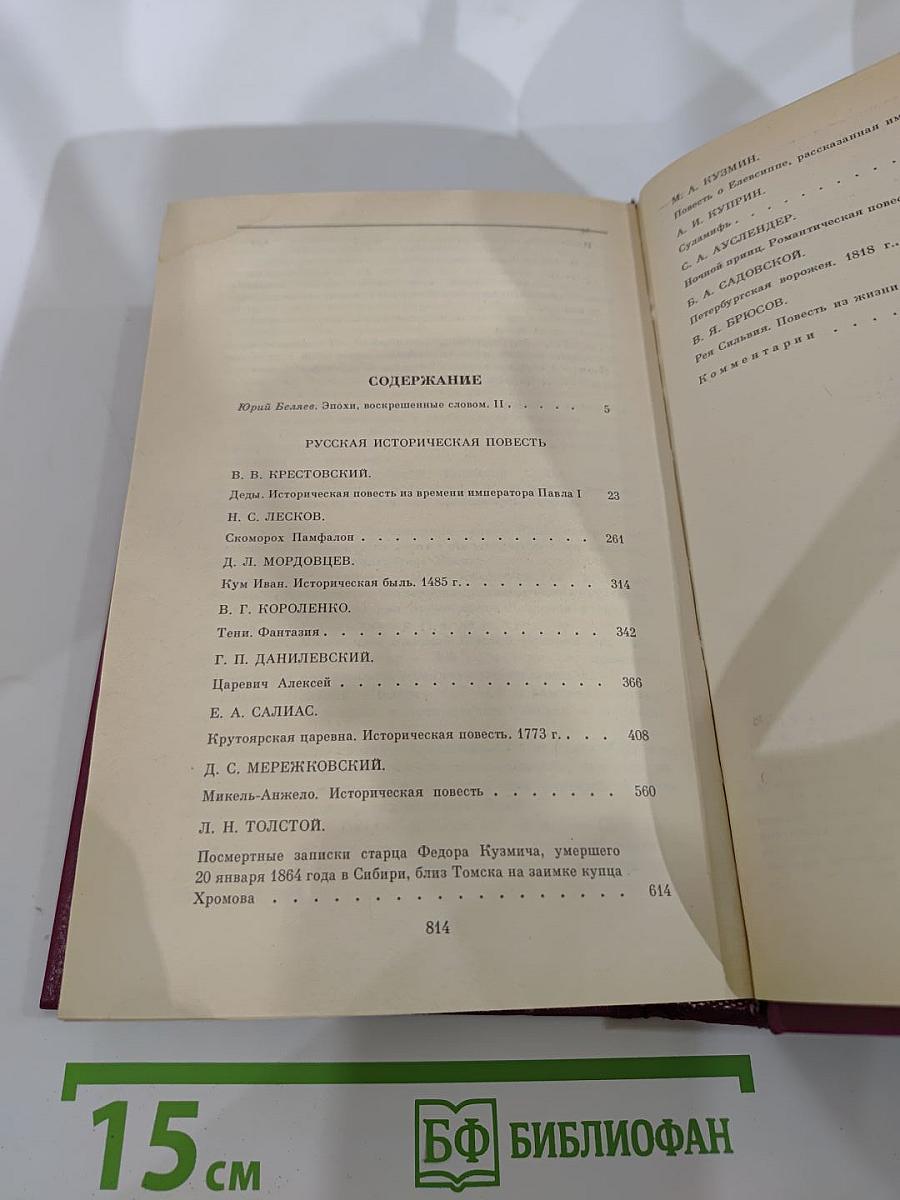 СОДЕРЖАНИЕ
Юрий Беляев. Эпохи, воскрешенные словом. II . . . . . 5
РУССКАЯ ИСТОРИЧЕСКАЯ ПОВЕСТЬ
В. В. КРЕСТОВСКИЙ.
Деды. Историческая повесть из времени императора Павла I 23
Н. С. ЛЕСКОВ.
Скоморох Памфалон . . . . . . . . . . . . . . 261
Д. Л. МОРДОВЦЕВ.
Кум Иван. Историческая быль. 1485 г. . . . . . . . 314
В. Г. КОРОЛЕНКО.
Тени. Фантазия . . . . . . . . . . . . . . . . 342
Г. П. ДАНИЛЕВСКИЙ.
Царевич Алексей . . . . . . . . . . . . . . . 366
Е. А. САЛИАС.
Крутоярская царевна. Историческая повесть. 1773 г. . . . 408
Д. С. МЕРЕЖКОВСКИЙ.
Микель-Анжело. Историческая повесть . . . . . . . 560
Л. Н. ТОЛСТОЙ.
Посмертные записки старца Федора Кузмича, умершего
20 января 1864 года в Сибири, близ Томска на заимке купца
Хромова . . . . . . . . . . . . . . . . . . 614
814
М. А. КУЗМИН.
Повесть о Елевсиппе, рассказанная им
А. И. КУПРИН.
Суламифь . . . . . . . .
С. А. АУСЛЕНДЕР.
Ночной принц. Романтическая повес
Б. А. САДОВСКОЙ.
Петербургская ворожея. 1818 г.
В. Я. БРЮСОВ.
Рея Сильвия. Повесть из жизни
Комментарии . . . .
15 см
БФ БИБЛИОФАН